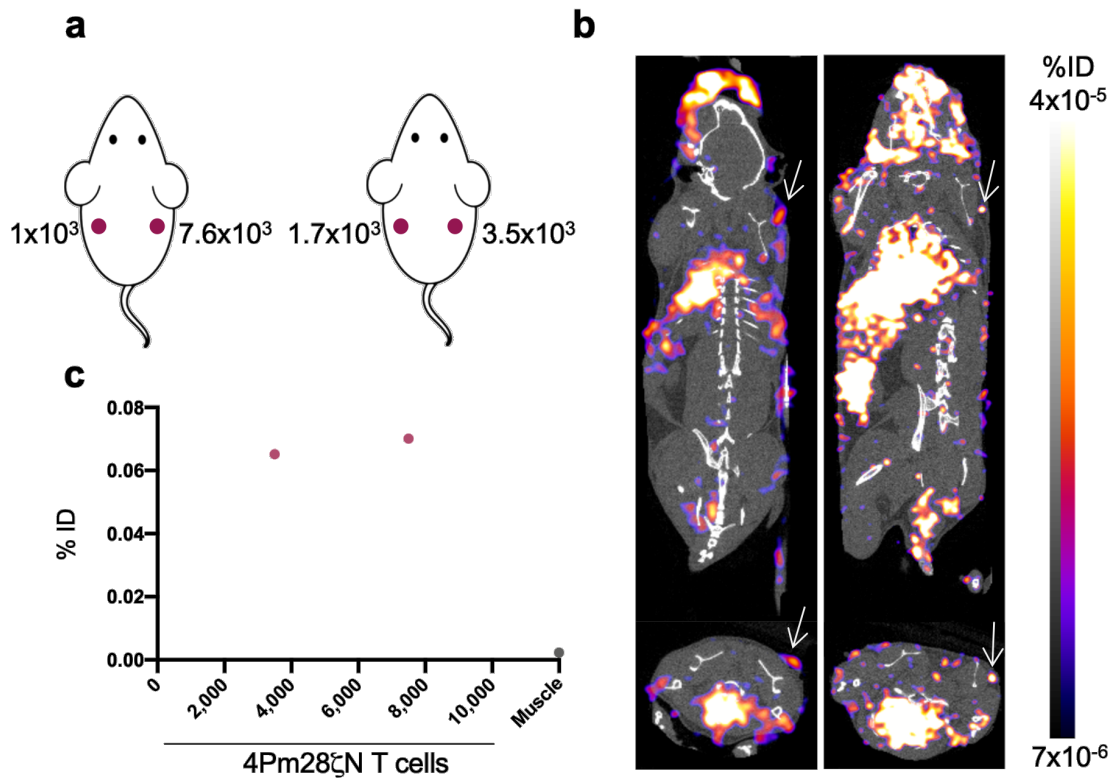 a
1x10³
7.6x10³
1.7x10³
3.5x10³
b
%ID
4x10⁻⁵
7x10⁻⁶
c
% ID
0.08
0.06
0.04
0.02
0.00
0
2,000
4,000
6,000
8,000
10,000
Muscle
4Pm28ζN T cells